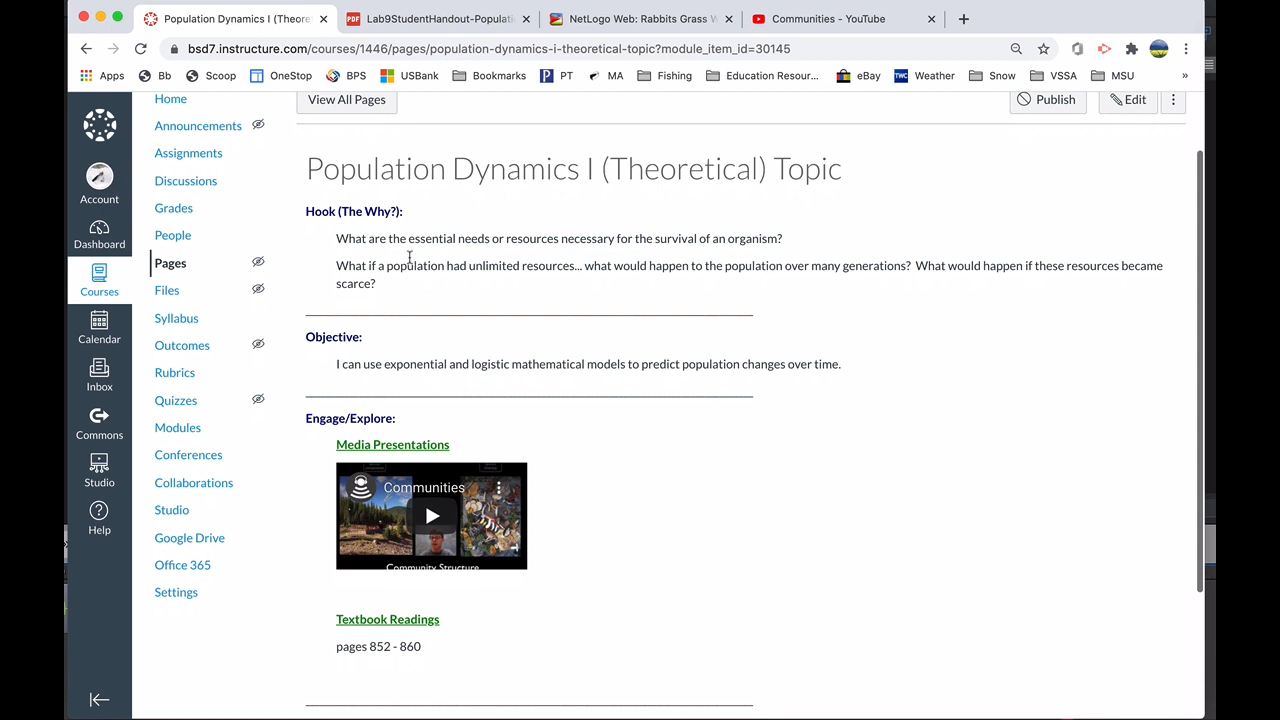 Population Dynamics I (Theore
Lab9StudentHandout-Populati
NetLogo Web: Rabbits Grass W
Communities - YouTube
bsd7.instructure.com/courses/1446/pages/population-dynamics-i-theoretical-topic?module_item_id=30145
Apps
Bb
Scoop
OneStop
BPS
USBank
Bookmarks
PT
MA
Fishing
Education Resour...
eBay
Weather
Snow
VSSA
MSU
»
Account
Dashboard
Courses
Calendar
Inbox
Commons
Studio
Help
Home
Announcements
Assignments
Discussions
Grades
People
Pages
Files
Syllabus
Outcomes
Rubrics
Quizzes
Modules
Conferences
Collaborations
Studio
Google Drive
Office 365
Settings
View All Pages
Publish
Edit
Population Dynamics I (Theoretical) Topic
Hook (The Why?):
What are the essential needs or resources necessary for the survival of an organism?
What if a population had unlimited resources... what would happen to the population over many generations?  What would happen if these resources became
scarce?
Objective:
I can use exponential and logistic mathematical models to predict population changes over time.
Engage/Explore:
Media Presentations
Communities
Community Structure
Textbook Readings
pages 852 - 860